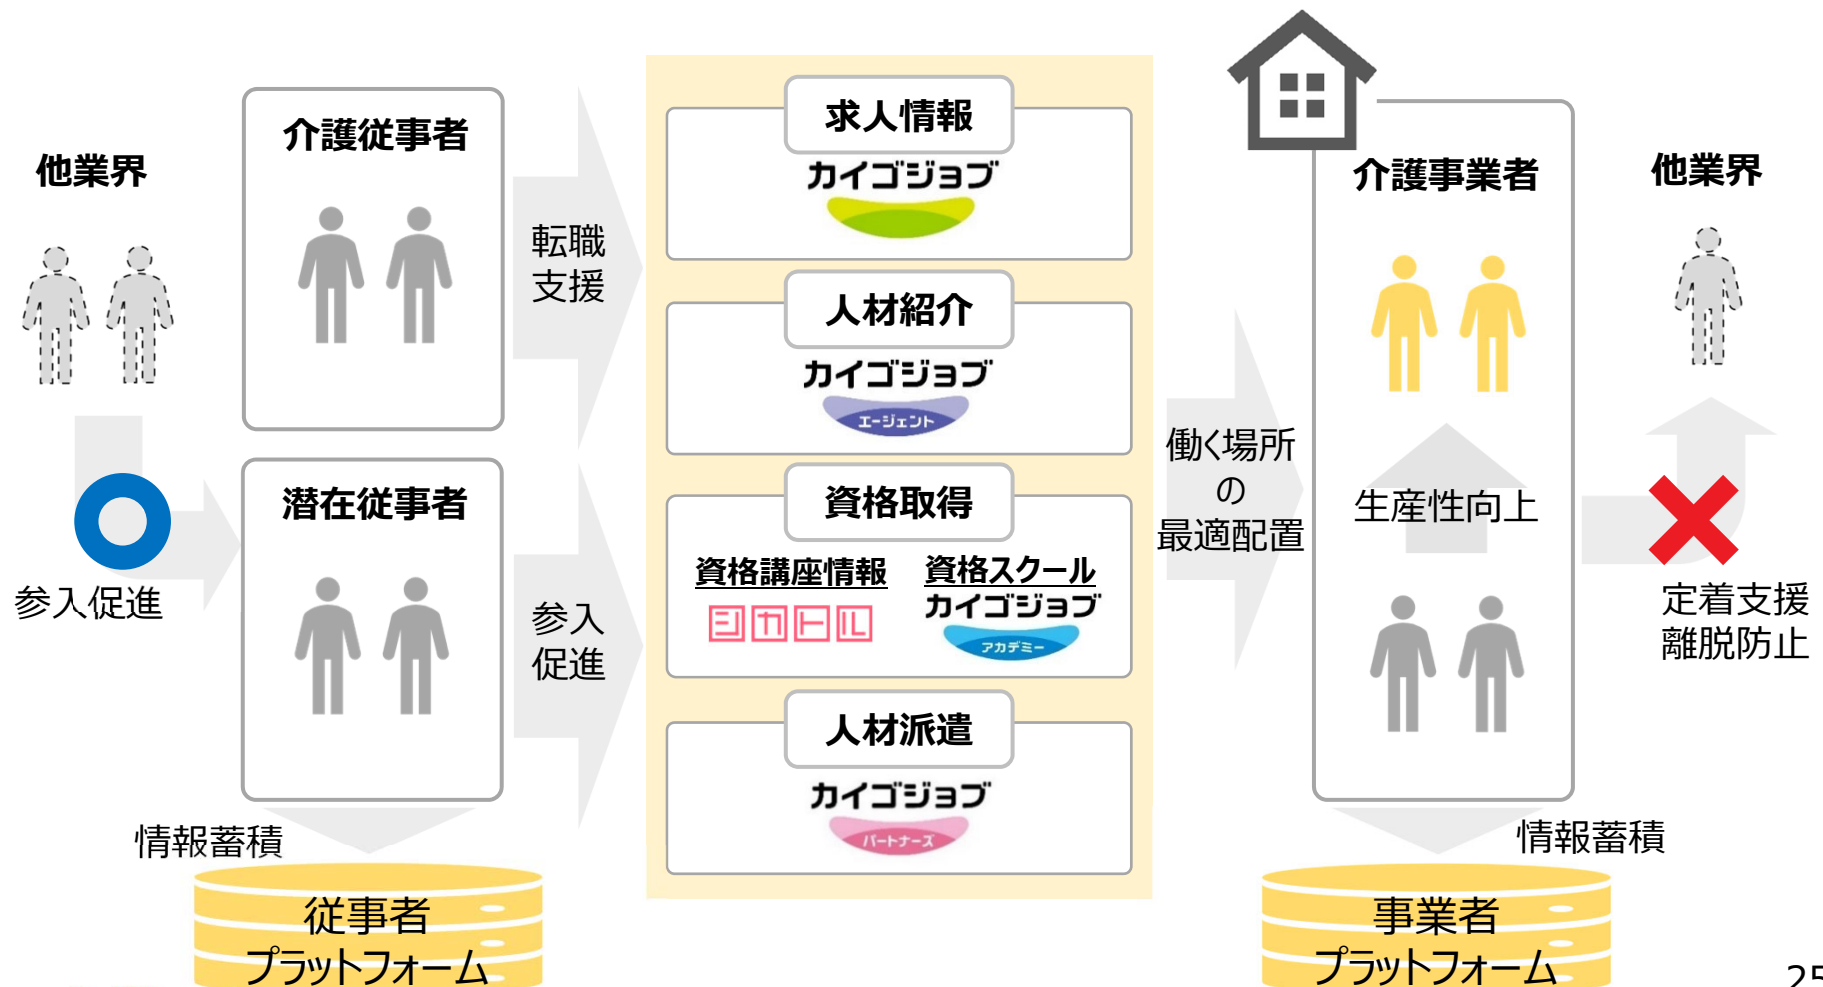 他業界
参入促進
介護従事者
潜在従事者
転職
支援
参入
促進
情報蓄積
従事者
プラットフォーム
求人情報
カイゴジョブ
人材紹介
カイゴジョブ
エージェント
資格取得
資格講座情報
シカトル
資格スクール
カイゴジョブ
アカデミー
人材派遣
カイゴジョブ
パートナーズ
働く場所
の
最適配置
介護事業者
生産性向上
情報蓄積
事業者
プラットフォーム
他業界
定着支援
離脱防止
25